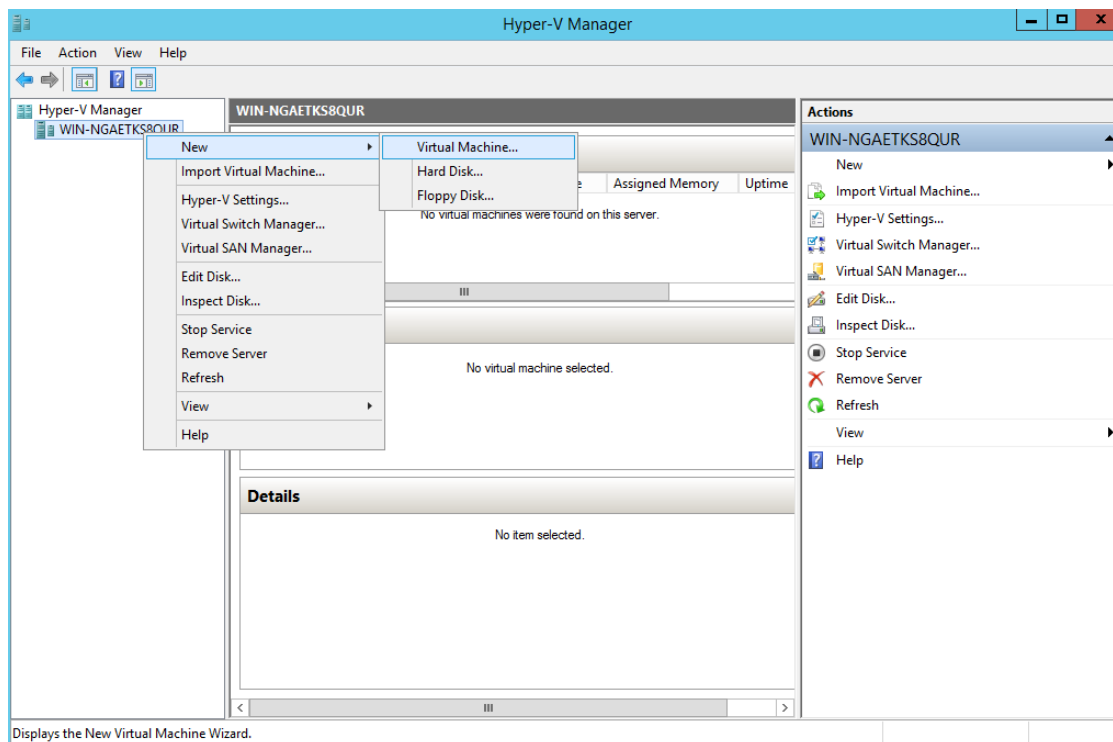 Hyper-V Manager
File Action View Help
Hyper-V Manager
WIN-NGAETKS8QUR
New
Import Virtual Machine...
Hyper-V Settings...
Virtual Switch Manager...
Virtual SAN Manager...
Edit Disk...
Inspect Disk...
Stop Service
Remove Server
Refresh
View
Help
Virtual Machine...
Hard Disk...
Floppy Disk...
WIN-NGAETKS8QUR
Assigned Memory Uptime
No virtual machines were found on this server.
No virtual machine selected.
Details
No item selected.
Actions
WIN-NGAETKS8QUR
New
Import Virtual Machine...
Hyper-V Settings...
Virtual Switch Manager...
Virtual SAN Manager...
Edit Disk...
Inspect Disk...
Stop Service
Remove Server
Refresh
View
Help
Displays the New Virtual Machine Wizard.